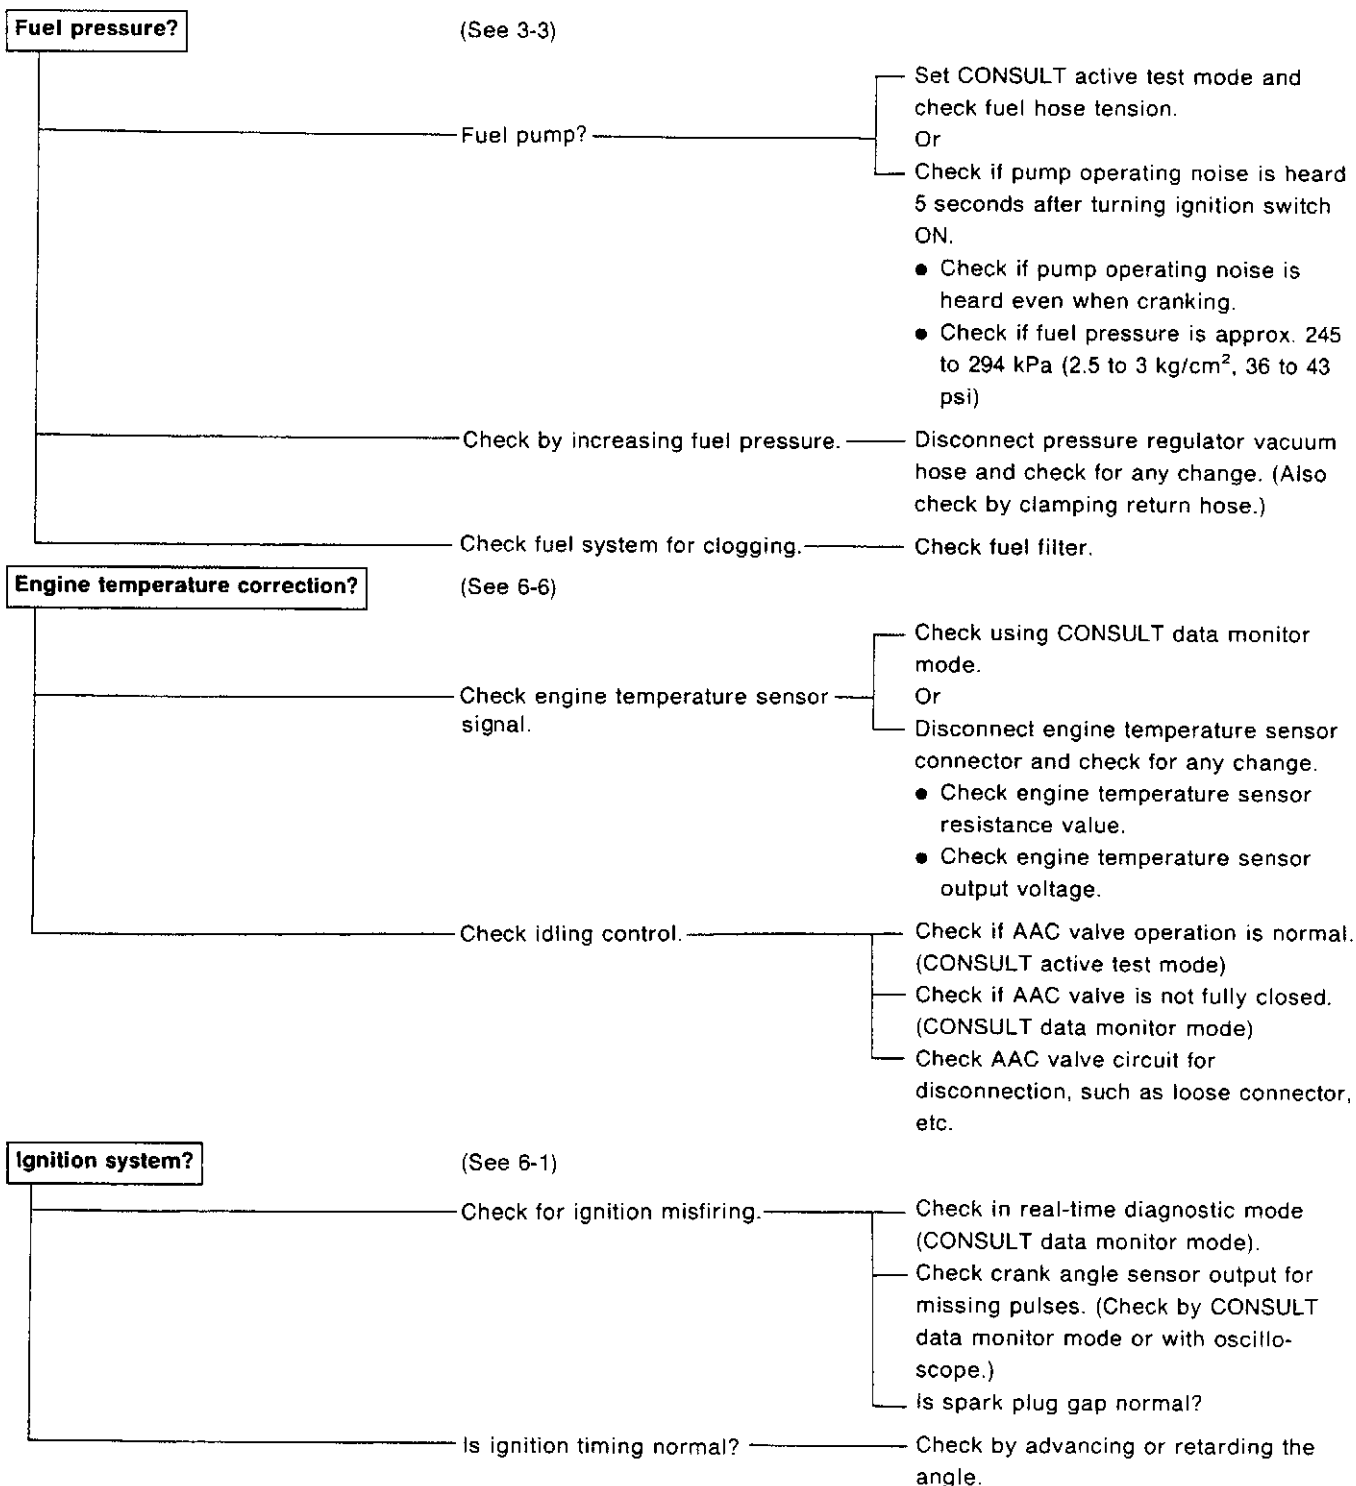 Fuel pressure?
(See 3-3)
Set CONSULT active test mode and
check fuel hose tension.
Fuel pump?
Or
Check if pump operating noise is heard
5 seconds after turning ignition switch
ON.
● Check if pump operating noise is
heard even when cranking.
● Check if fuel pressure is approx. 245
to 294 kPa (2.5 to 3 kg/cm², 36 to 43
psi)
Check by increasing fuel pressure.
Disconnect pressure regulator vacuum
hose and check for any change. (Also
check by clamping return hose.)
Check fuel system for clogging.
Check fuel filter.
Engine temperature correction?
(See 6-6)
Check using CONSULT data monitor
mode.
Check engine temperature sensor
signal.
Or
Disconnect engine temperature sensor
connector and check for any change.
● Check engine temperature sensor
resistance value.
● Check engine temperature sensor
output voltage.
Check idling control.
Check if AAC valve operation is normal.
(CONSULT active test mode)
Check if AAC valve is not fully closed.
(CONSULT data monitor mode)
Check AAC valve circuit for
disconnection, such as loose connector,
etc.
Ignition system?
(See 6-1)
Check for ignition misfiring.
Check in real-time diagnostic mode
(CONSULT data monitor mode).
Check crank angle sensor output for
missing pulses. (Check by CONSULT
data monitor mode or with oscillo-
scope.)
Is spark plug gap normal?
Is ignition timing normal?
Check by advancing or retarding the
angle.